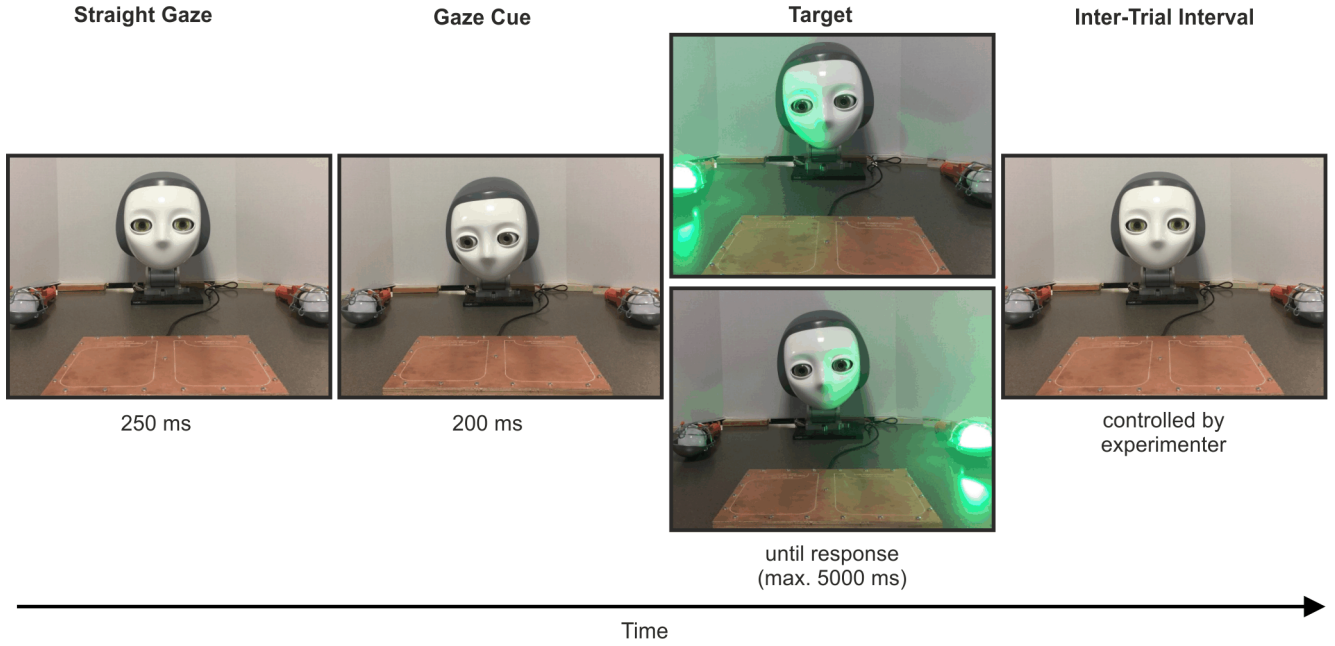 Straight Gaze
Gaze Cue
Target
Inter-Trial Interval
250 ms
200 ms
until response
(max. 5000 ms)
controlled by
experimenter
Time